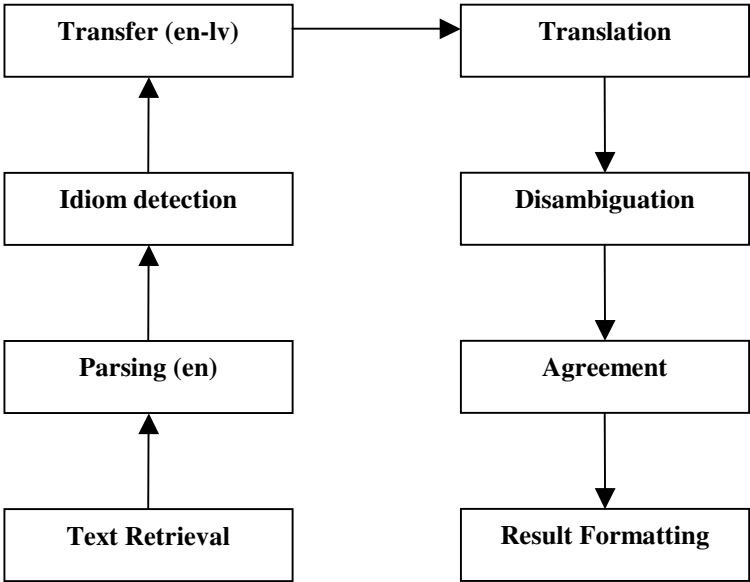 Transfer (en-lv)
Translation
Idiom detection
Disambiguation
Parsing (en)
Agreement
Text Retrieval
Result Formatting